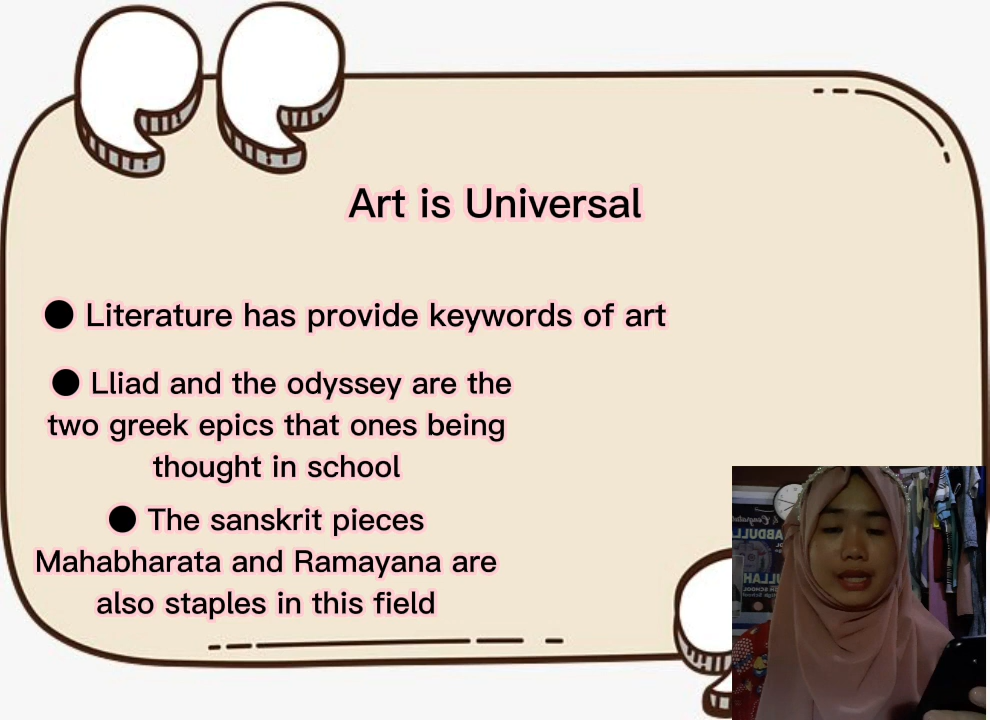 Art is Universal
● Literature has provide keywords of art
● Lliad and the odyssey are the
two greek epics that ones being
thought in school
● The sanskrit pieces
Mahabharata and Ramayana are
also staples in this field